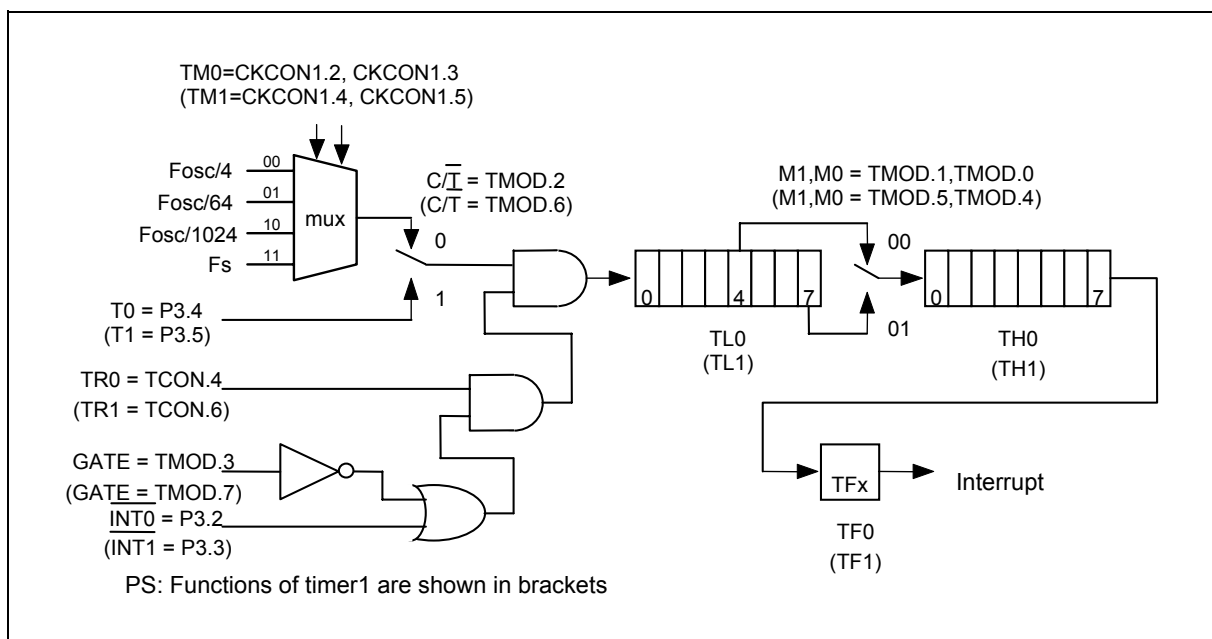 TM0=CKCON1.2, CKCON1.3
(TM1=CKCON1.4, CKCON1.5)
Fosc/4
00
Fosc/64
01
Fosc/1024
10
Fs
11
mux
C/T̅ = TMOD.2
(C/T̅ = TMOD.6)
0
1
T0 = P3.4
(T1 = P3.5)
TR0 = TCON.4
(TR1 = TCON.6)
GATE = TMOD.3
(GATE = TMOD.7)
I̅N̅T̅0̅ = P3.2
(I̅N̅T̅1̅ = P3.3)
M1,M0 = TMOD.1,TMOD.0
(M1,M0 = TMOD.5,TMOD.4)
00
01
0 4 7
TL0
(TL1)
0 7
TH0
(TH1)
TFx
Interrupt
TF0
(TF1)
PS: Functions of timer1 are shown in brackets